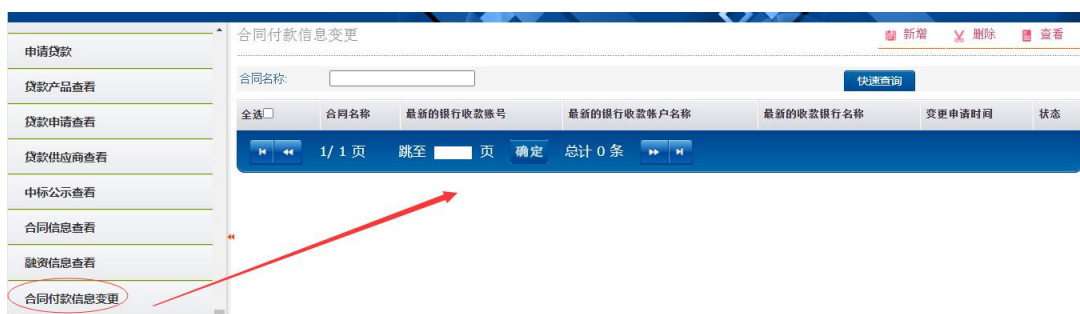 申请贷款
贷款产品查看
贷款申请查看
贷款供应商查看
中标公示查看
合同信息查看
融资信息查看
合同付款信息变更
合同付款信息变更 新增 删除 查看
合同名称: 快速查询
全选 合同名称 最新的银行收款账号 最新的银行收款帐户名称 最新的收款银行名称 变更申请时间 状态
1/ 1 页 跳至 页 确定 总计 0 条